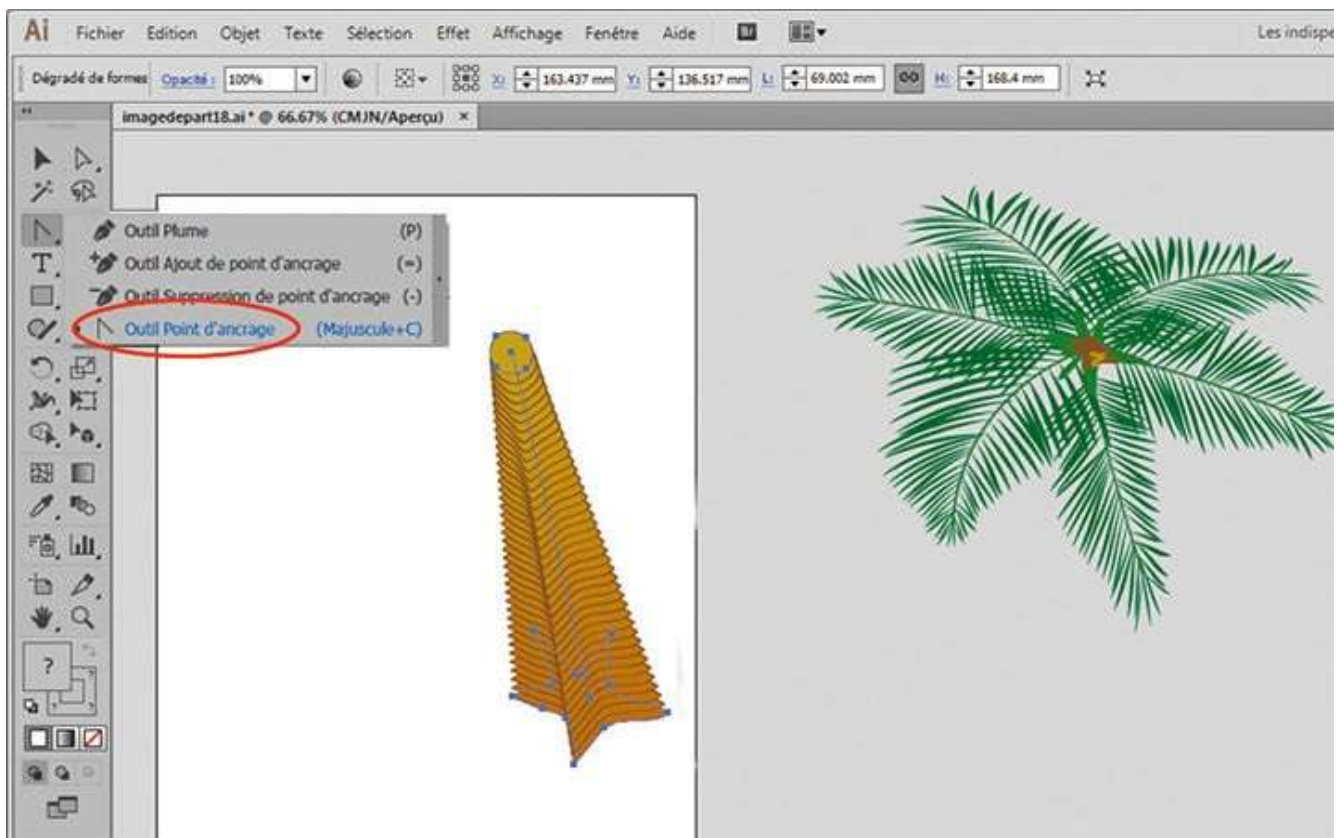 Ai Fichier Edition Objet Texte Sélection Effet Affichage Fenêtre Aide Br Les indispe
Dégradé de formes Opacité : 100% X: 163.437 mm Y: 136.517 mm L: 69.002 mm H: 168.4 mm
imagedepart18.ai* @ 66.67% (CMJN/Aperçu) ×
Outil Plume (P)
Outil Ajout de point d'ancrage (=)
Outil Suppression de point d'ancrage (-)
Outil Point d'ancrage (Majuscule+C)
T
?